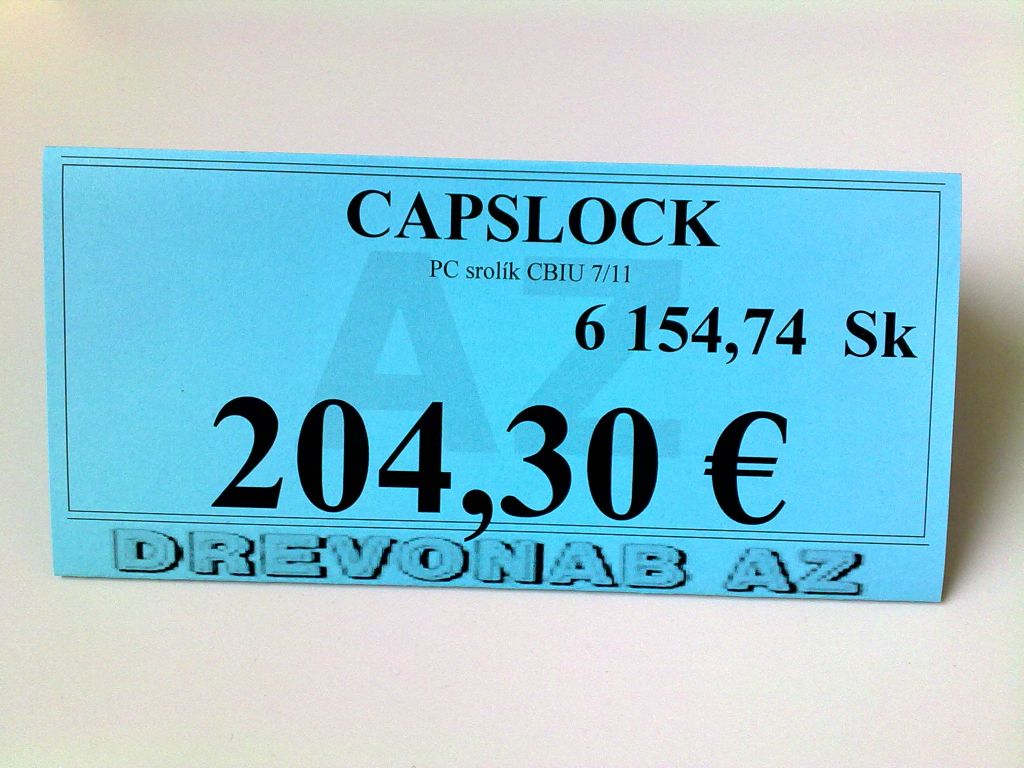 CAPSLOCK
PC srolík CBIU 7/11
AZ
6 154,74 Sk
204,30 €
DREVONAB AZ